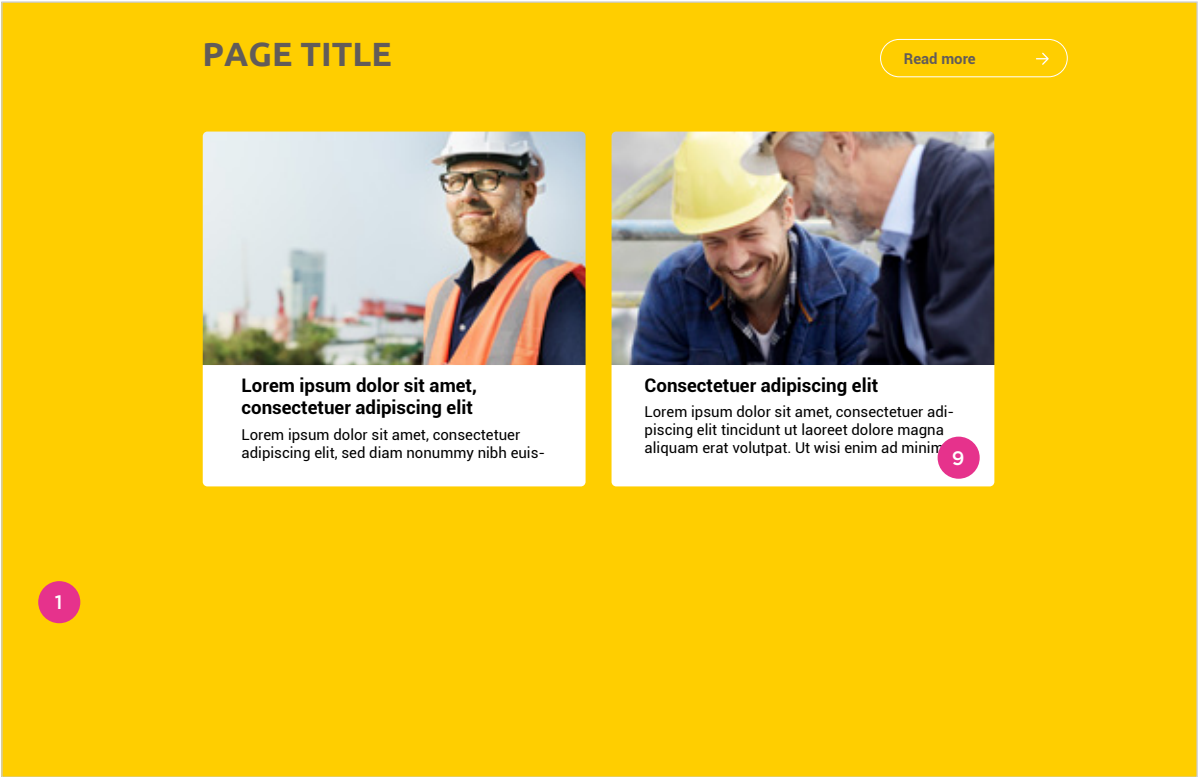 PAGE TITLE
Read more
Lorem ipsum dolor sit amet,
consectetuer adipiscing elit
Lorem ipsum dolor sit amet, consectetuer
adipiscing elit, sed diam nonummy nibh euis-
Consectetuer adipiscing elit
Lorem ipsum dolor sit amet, consectetuer adi-
piscing elit tincidunt ut laoreet dolore magna
aliquam erat volutpat. Ut wisi enim ad minim
9
1